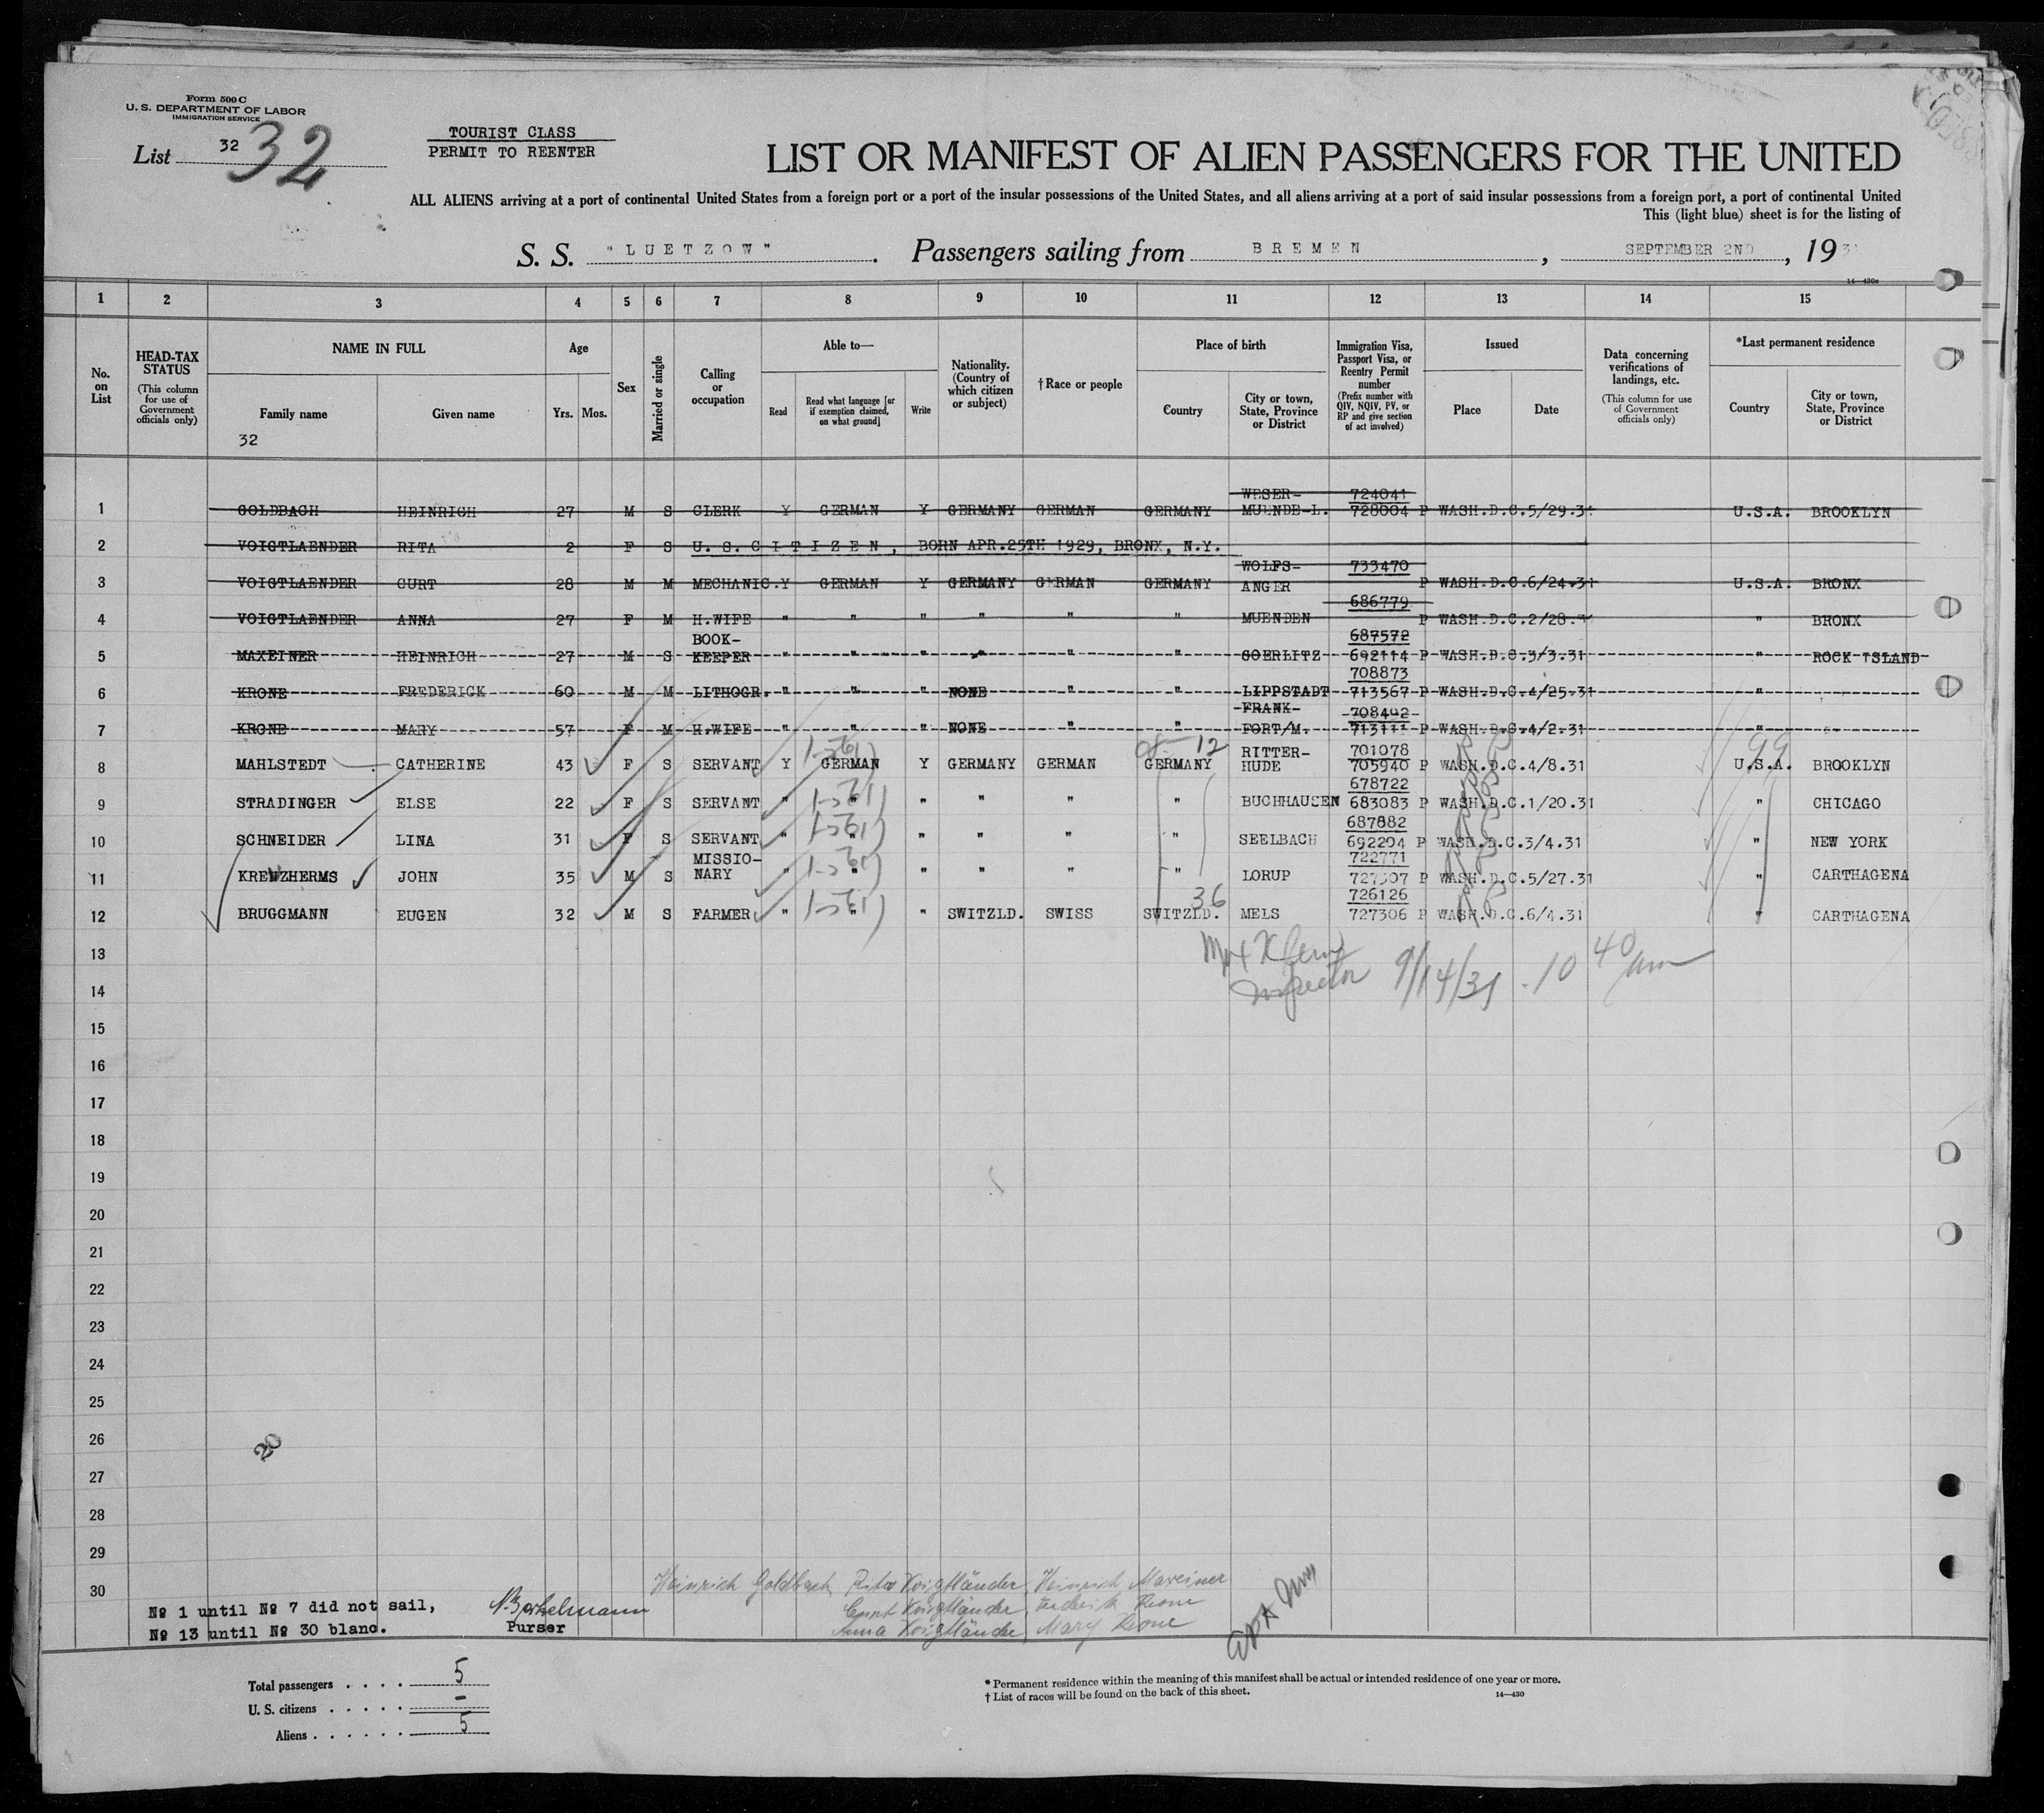 Form 500 C
U. S. DEPARTMENT OF LABOR
IMMIGRATION SERVICE
List 32 32
TOURIST CLASS
PERMIT TO REENTER
LIST OR MANIFEST OF ALIEN PASSENGERS FOR THE UNITED
ALL ALIENS arriving at a port of continental United States from a foreign port or a port of the insular possessions of the United States, and all aliens arriving at a port of said insular possessions from a foreign port, a port of continental United
This (light blue) sheet is for the listing of
S. S. "LUETZOW". Passengers sailing from BREMEN, SEPTEMBER 2ND, 1931
14—430c
1 2 3 4 5 6 7 8 9 10 11 12 13 14 15
No. on List
HEAD-TAX STATUS (This column for use of Government officials only)
NAME IN FULL
Family name
Given name
32
Age
Yrs. Mos.
Sex
Married or single
Calling or occupation
Able to—
Read
Read what language [or if exemption claimed, on what ground]
Write
Nationality. (Country of which citizen or subject)
† Race or people
Place of birth
Country
City or town, State, Province or District
Immigration Visa, Passport Visa, or Reentry Permit number (Prefix number with QIV, NQIV, PV, or RP and give section of act involved)
Issued
Place
Date
Data concerning verifications of landings, etc. (This column for use of Government officials only)
*Last permanent residence
Country
City or town, State, Province or District
WESER- 724041
1 GOLDBACH HEINRICH 27 M S CLERK Y GERMAN Y GERMANY GERMAN GERMANY MUENDE-L. 728004 P WASH.D.C. 5/29.31 U.S.A. BROOKLYN
2 VOIGTLAENDER RITA 2 F S U. S. C I T I Z E N , BORN APR.25TH 1929, BRONX, N.Y.
WOLFS- 733470
3 VOIGTLAENDER CURT 28 M M MECHANIC. Y GERMAN Y GERMANY GERMAN GERMANY ANGER P WASH.D.C. 6/24.31 U.S.A. BRONX
686779
4 VOIGTLAENDER ANNA 27 F M H.WIFE " " " " " " MUENDEN P WASH.D.C. 2/28. " BRONX
BOOK- 687572
5 MAXEINER HEINRICH 27 M S KEEPER " " " " " " GOERLITZ 692114 P WASH.D.C. 3/3.31 " ROCK ISLAND
708873
6 KRONE FREDERICK 60 M M LITHOGR. " " " NONE " " LIPPSTADT 713567 P WASH.D.C. 4/25.31 "
FRANK- 708492
7 KRONE MARY 57 F M H.WIFE " " " NONE " " FORT/M. 713111 P WASH.D.C. 4/2.31 "
12 RITTER- 701078 99
8 MAHLSTEDT CATHERINE 43 F S SERVANT Y GERMAN Y GERMANY GERMAN GERMANY HUDE 705940 P WASH.D.C. 4/8.31 U.S.A. BROOKLYN
678722
9 STRADINGER ELSE 22 F S SERVANT " " " " " " BUCHHAUSEN 683083 P WASH.D.C. 1/20.31 " CHICAGO
687882
10 SCHNEIDER LINA 31 F S SERVANT " " " " " " SEELBACH 692204 P WASH.D.C. 3/4.31 " NEW YORK
MISSIO- 722771
11 KREUZHERMS JOHN 35 M S NARY " " " " " " LORUP 727307 P WASH.D.C. 5/27.31 " CARTHAGENA
36 726126
12 BRUGGMANN EUGEN 32 M S FARMER " " " SWITZLD. SWISS SWITZLD. MELS 727306 P WASH.D.C. 6/4.31 " CARTHAGENA
13
Inspector 9/14/31 . 10 40 am
14
15
16
17
18
19
20
21
22
23
24
25
26
20
27
28
29
30
Heinrich Goldbach Rita Voigtländer Heinrich Maxeiner
Curt Voigtländer Frederick Krone
Anna Voigtländer Mary Krone
№ 1 until № 7 did not sail,
№ 13 until № 30 blanc.
Purser
Total passengers . . . . 5
U. S. citizens . . . . . –
Aliens . . . . . . 5
* Permanent residence within the meaning of this manifest shall be actual or intended residence of one year or more.
† List of races will be found on the back of this sheet.
14—430